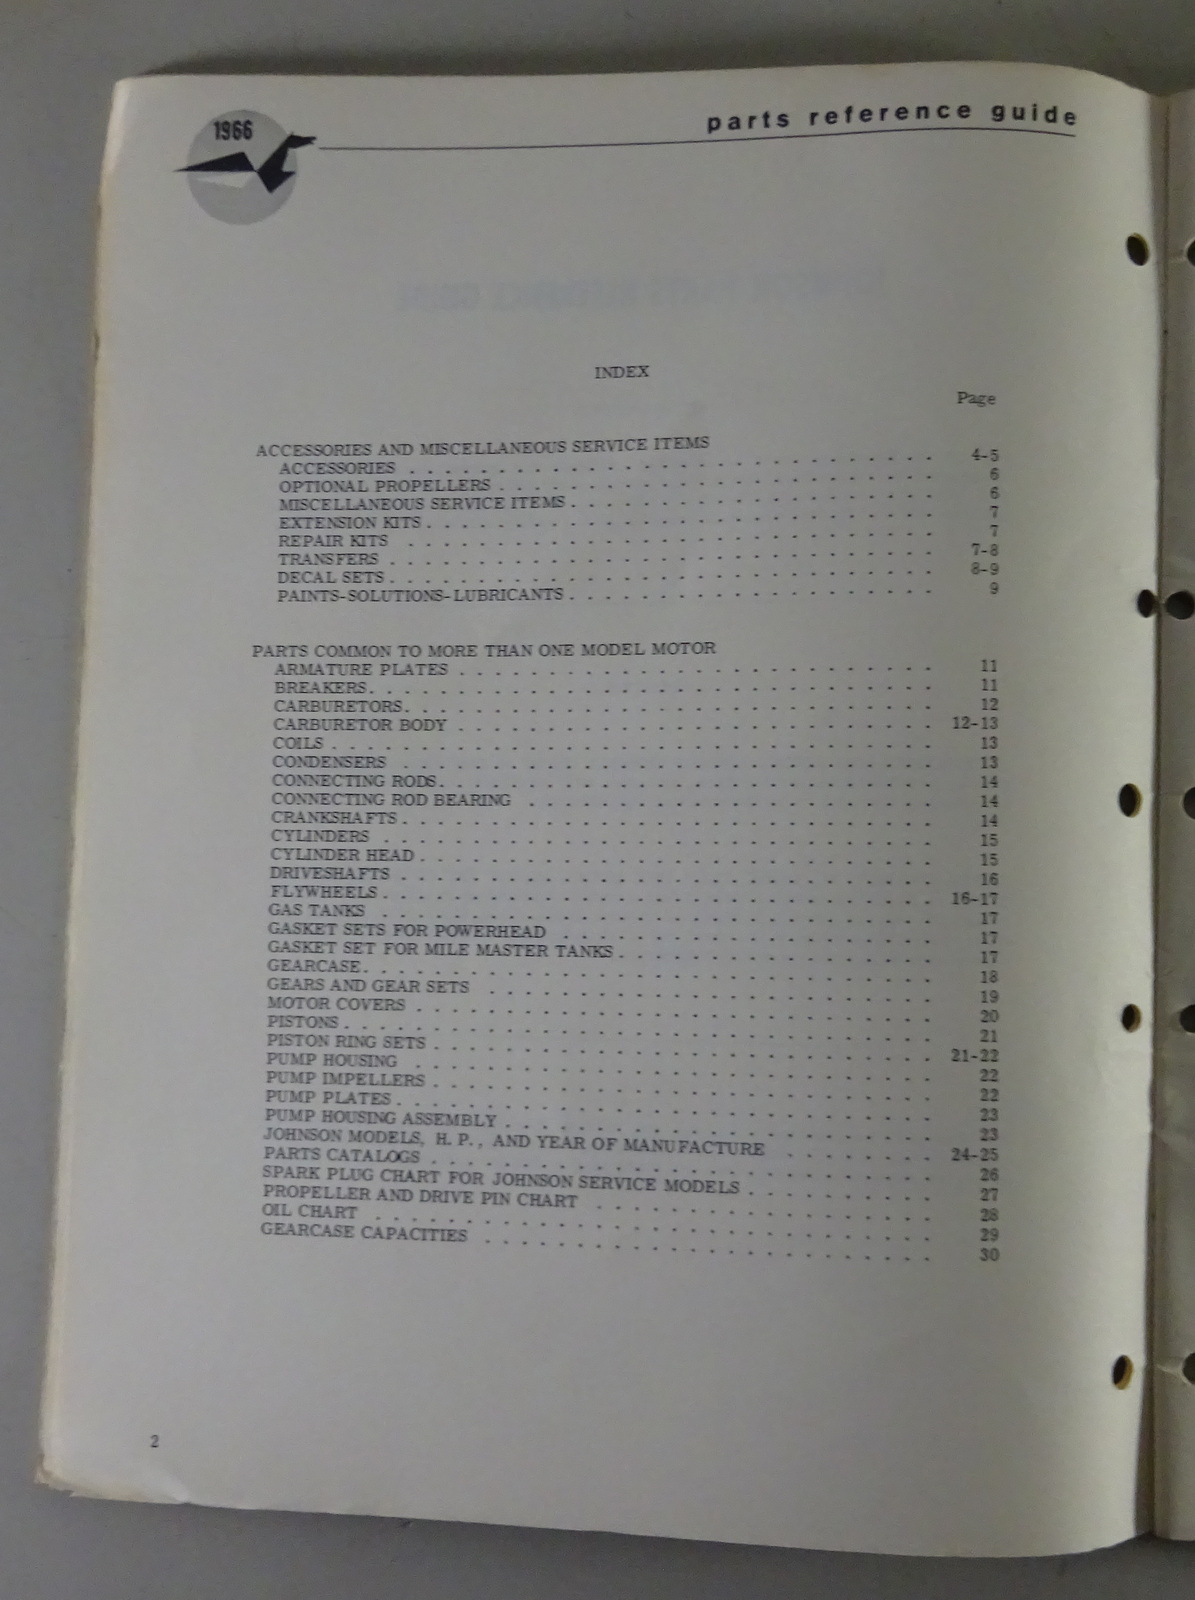 1966
parts reference guide
INDEX
Page
ACCESSORIES AND MISCELLANEOUS SERVICE ITEMS
ACCESSORIES . . . . . . . . . . 4-5
OPTIONAL PROPELLERS . . . . . . . . . . 6
MISCELLANEOUS SERVICE ITEMS . . . . . . . . . . 6
EXTENSION KITS . . . . . . . . . . 7
REPAIR KITS . . . . . . . . . . 7
TRANSFERS . . . . . . . . . . 7-8
DECAL SETS . . . . . . . . . . 8-9
PAINTS-SOLUTIONS-LUBRICANTS . . . . . . . . . . 9
PARTS COMMON TO MORE THAN ONE MODEL MOTOR
ARMATURE PLATES . . . . . . . . . . 11
BREAKERS . . . . . . . . . . 11
CARBURETORS . . . . . . . . . . 12
CARBURETOR BODY . . . . . . . . . . 12-13
COILS . . . . . . . . . . 13
CONDENSERS . . . . . . . . . . 13
CONNECTING RODS . . . . . . . . . . 14
CONNECTING ROD BEARING . . . . . . . . . . 14
CRANKSHAFTS . . . . . . . . . . 14
CYLINDERS . . . . . . . . . . 15
CYLINDER HEAD . . . . . . . . . . 15
DRIVESHAFTS . . . . . . . . . . 16
FLYWHEELS . . . . . . . . . . 16-17
GAS TANKS . . . . . . . . . . 17
GASKET SETS FOR POWERHEAD . . . . . . . . . . 17
GASKET SET FOR MILE MASTER TANKS . . . . . . . . . . 17
GEARCASE . . . . . . . . . . 18
GEARS AND GEAR SETS . . . . . . . . . . 19
MOTOR COVERS . . . . . . . . . . 20
PISTONS . . . . . . . . . . 21
PISTON RING SETS . . . . . . . . . . 21-22
PUMP HOUSING . . . . . . . . . . 22
PUMP IMPELLERS . . . . . . . . . . 22
PUMP PLATES . . . . . . . . . . 23
PUMP HOUSING ASSEMBLY . . . . . . . . . . 23
JOHNSON MODELS, H. P., AND YEAR OF MANUFACTURE . . . . . . . . 24-25
PARTS CATALOGS . . . . . . . . . . 26
SPARK PLUG CHART FOR JOHNSON SERVICE MODELS . . . . . . . . . . 27
PROPELLER AND DRIVE PIN CHART . . . . . . . . . . 28
OIL CHART . . . . . . . . . . 29
GEARCASE CAPACITIES . . . . . . . . . . 30
2